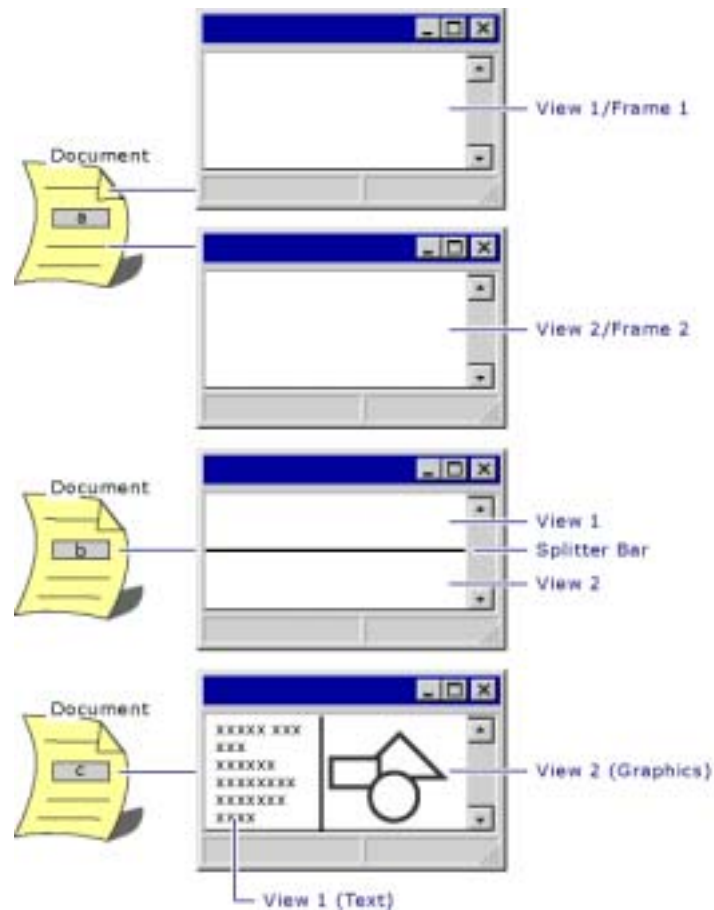 View 1/Frame 1
Document
a
View 2/Frame 2
Document
b
View 1
Splitter Bar
View 2
Document
c
xxxxx xxx
xxx
xxxxxx
xxxxxxxx
xxxxxxx
xxxx
View 2 (Graphics)
View 1 (Text)